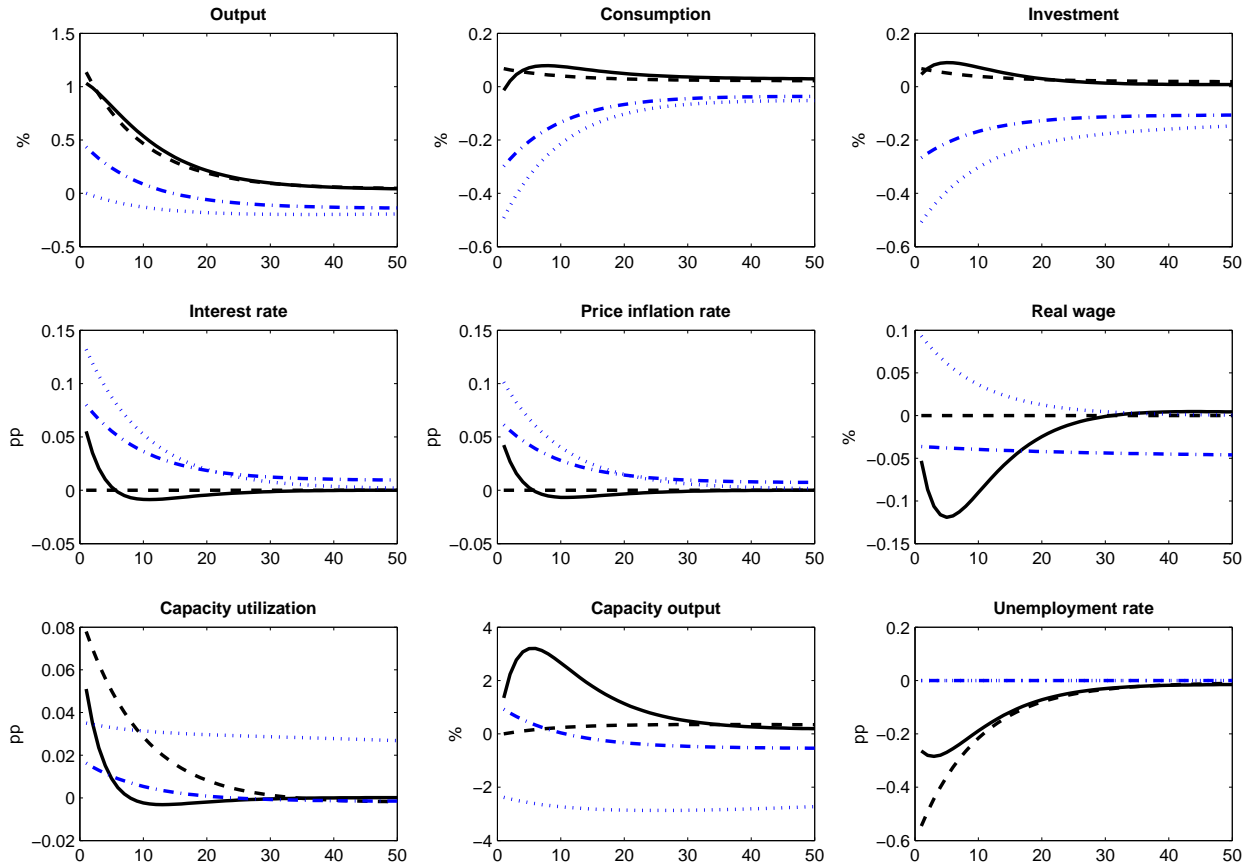 Output
Consumption
Investment
1.5
1
0.5
0
−0.5
%
0 10 20 30 40 50
0.2
0
−0.2
−0.4
−0.6
%
0 10 20 30 40 50
0.2
0
−0.2
−0.4
−0.6
%
0 10 20 30 40 50
Interest rate
Price inflation rate
Real wage
0.15
0.1
0.05
0
−0.05
pp
0 10 20 30 40 50
0.15
0.1
0.05
0
−0.05
pp
0 10 20 30 40 50
0.1
0.05
0
−0.05
−0.1
−0.15
%
0 10 20 30 40 50
Capacity utilization
Capacity output
Unemployment rate
0.08
0.06
0.04
0.02
0
−0.02
pp
0 10 20 30 40 50
4
2
0
−2
−4
%
0 10 20 30 40 50
0.2
0
−0.2
−0.4
−0.6
pp
0 10 20 30 40 50